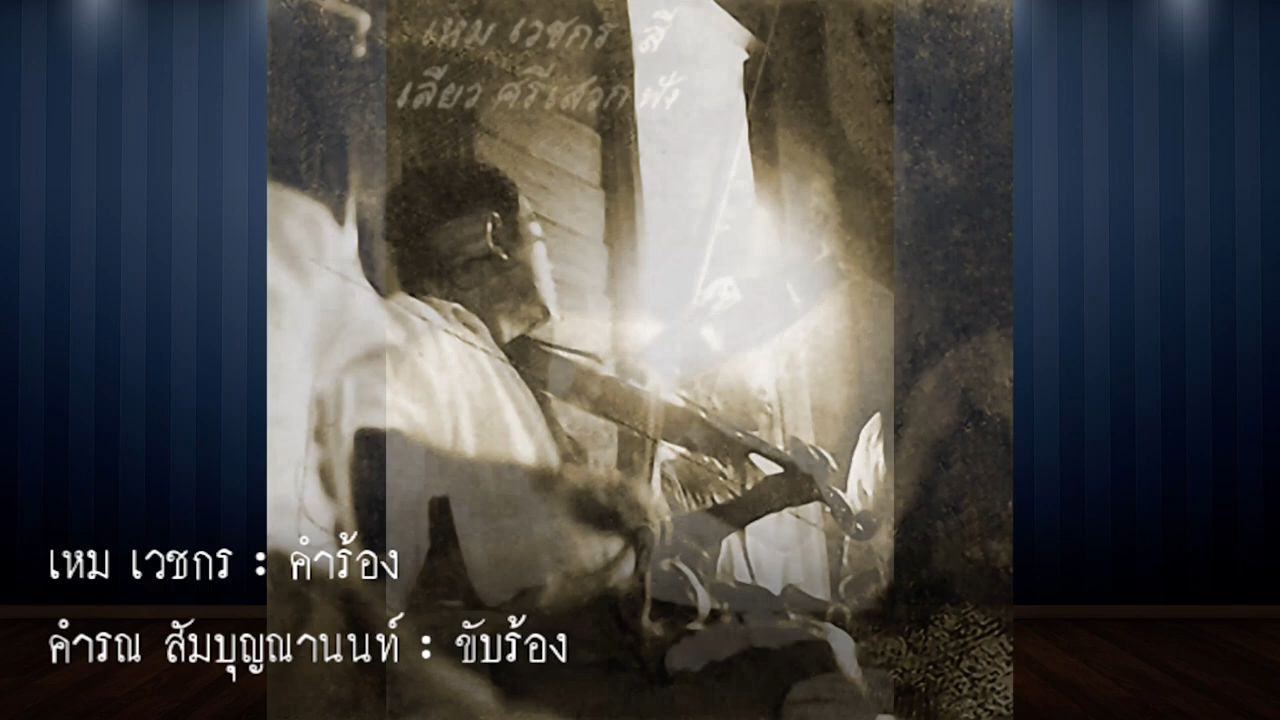 เหม เวชกร สี
เลียว ศรีเสวก ฟัง
เหม เวชกร : คำร้อง
คำรณ สัมบุญณานนท์ : ขับร้อง